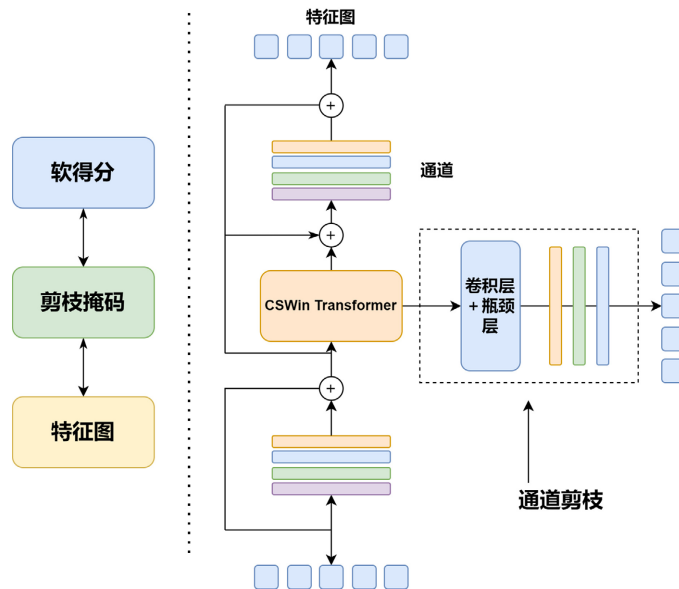 特征图
软得分
通道
剪枝掩码
CSWin Transformer
卷积层
+ 瓶颈
层
特征图
通道剪枝